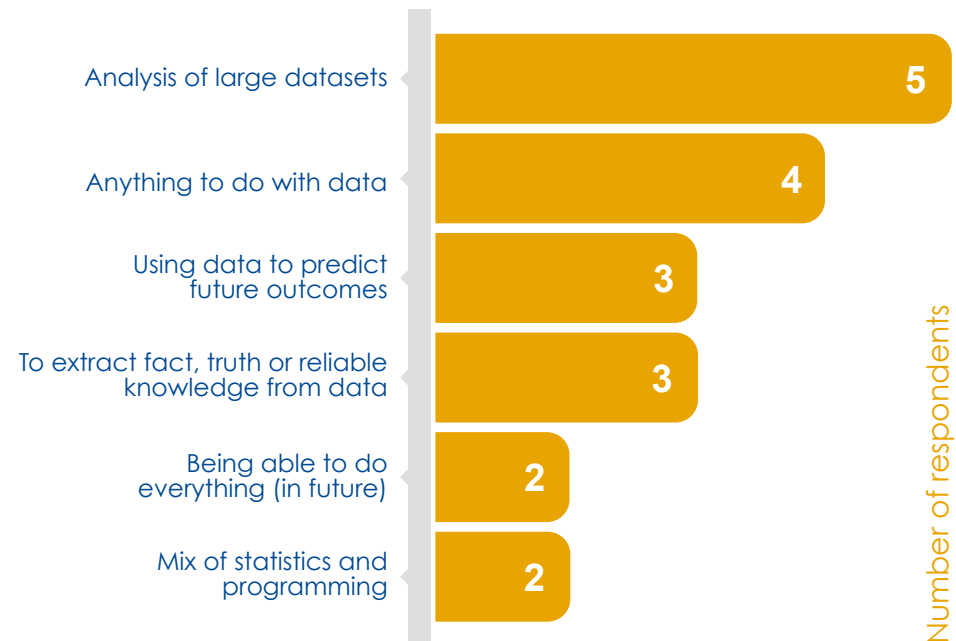 Analysis of large datasets
5
Anything to do with data
4
Using data to predict
future outcomes
3
To extract fact, truth or reliable
knowledge from data
3
Being able to do
everything (in future)
2
Mix of statistics and
programming
2
Number of respondents